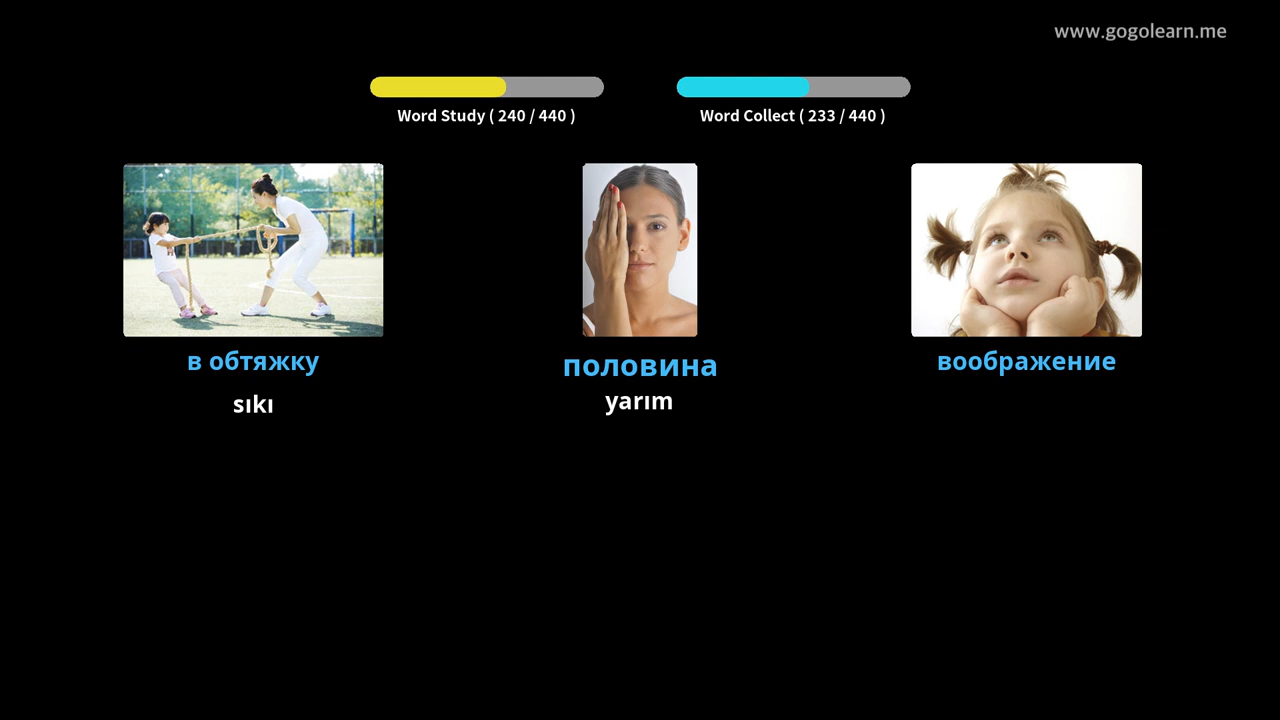 www.gogolearn.me
Word Study ( 240 / 440 )
Word Collect ( 233 / 440 )
в обтяжку
половина
воображение
sıkı
yarım